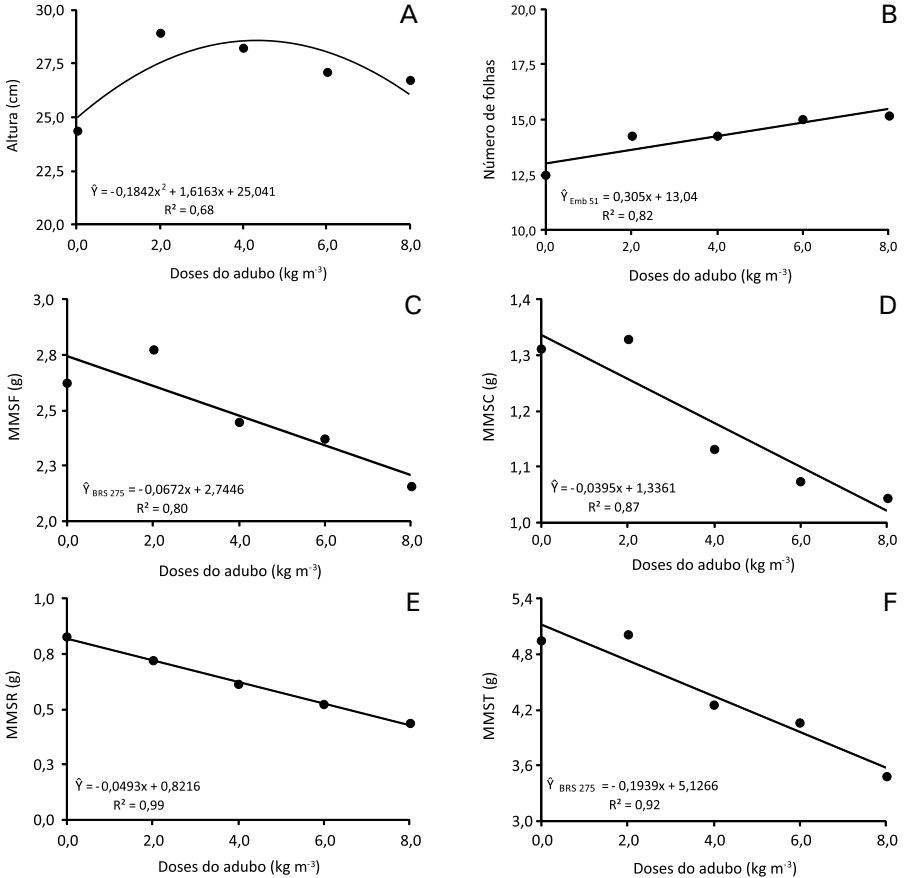 A
30,0
27,5
25,0
22,5
20,0
Altura (cm)
Ŷ = -0,1842x² + 1,6163x + 25,041
R² = 0,68
0,0 2,0 4,0 6,0 8,0
Doses do adubo (kg m⁻³)
B
20,0
17,5
15,0
12,5
10,0
Número de folhas
Ŷ Emb 51 = 0,305x + 13,04
R² = 0,82
0,0 2,0 4,0 6,0 8,0
Doses do adubo (kg m⁻³)
C
3,0
2,8
2,5
2,3
2,0
MMSF (g)
Ŷ BRS 275 = -0,0672x + 2,7446
R² = 0,80
0,0 2,0 4,0 6,0 8,0
Doses do adubo (kg m⁻³)
D
1,4
1,3
1,2
1,1
1,0
MMSC (g)
Ŷ = -0,0395x + 1,3361
R² = 0,87
0,0 2,0 4,0 6,0 8,0
Doses do adubo (kg m⁻³)
E
1,0
0,8
0,5
0,3
0,0
MMSR (g)
Ŷ = -0,0493x + 0,8216
R² = 0,99
0,0 2,0 4,0 6,0 8,0
Doses do adubo (kg m⁻³)
F
5,4
4,8
4,2
3,6
3,0
MMST (g)
Ŷ BRS 275 = - 0,1939x + 5,1266
R² = 0,92
0,0 2,0 4,0 6,0 8,0
Doses do adubo (kg m⁻³)